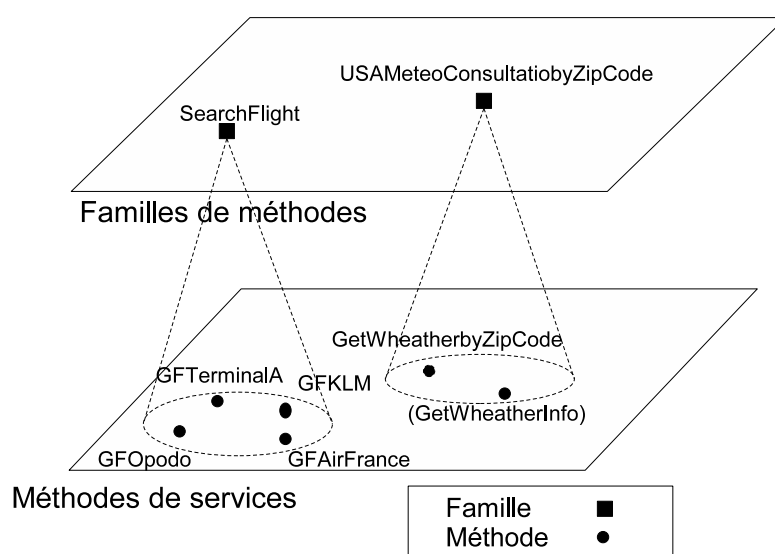 USAMeteoConsultatiobyZipCode
SearchFlight
Familles de méthodes
GetWheatherbyZipCode
GFTerminalA
GFKLM
(GetWheatherInfo)
GFOpodo
GFAirFrance
Méthodes de services
Famille
Méthode